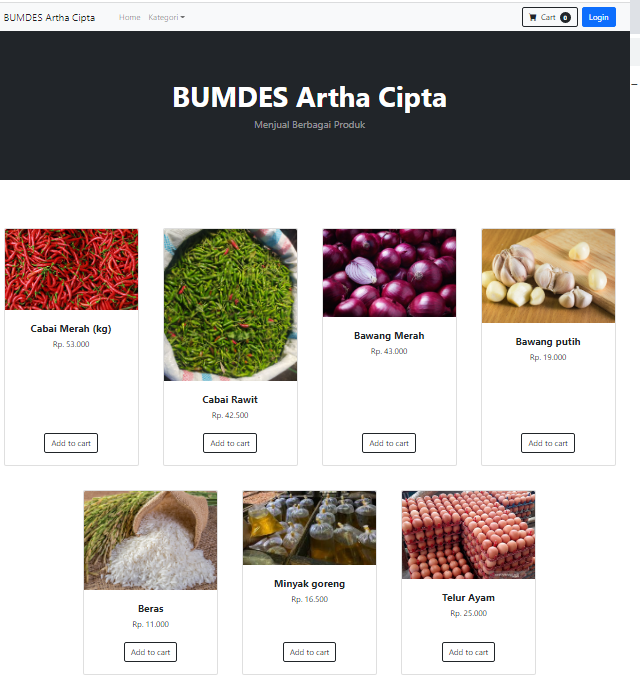 BUMDES Artha Cipta
Home Kategori
Cart 0
Login
BUMDES Artha Cipta
Menjual Berbagai Produk
Cabai Merah (kg)
Rp. 53.000
Add to cart
Cabai Rawit
Rp. 42.500
Add to cart
Bawang Merah
Rp. 43.000
Add to cart
Bawang putih
Rp. 19.000
Add to cart
Beras
Rp. 11.000
Add to cart
Minyak goreng
Rp. 16.500
Add to cart
Telur Ayam
Rp. 25.000
Add to cart